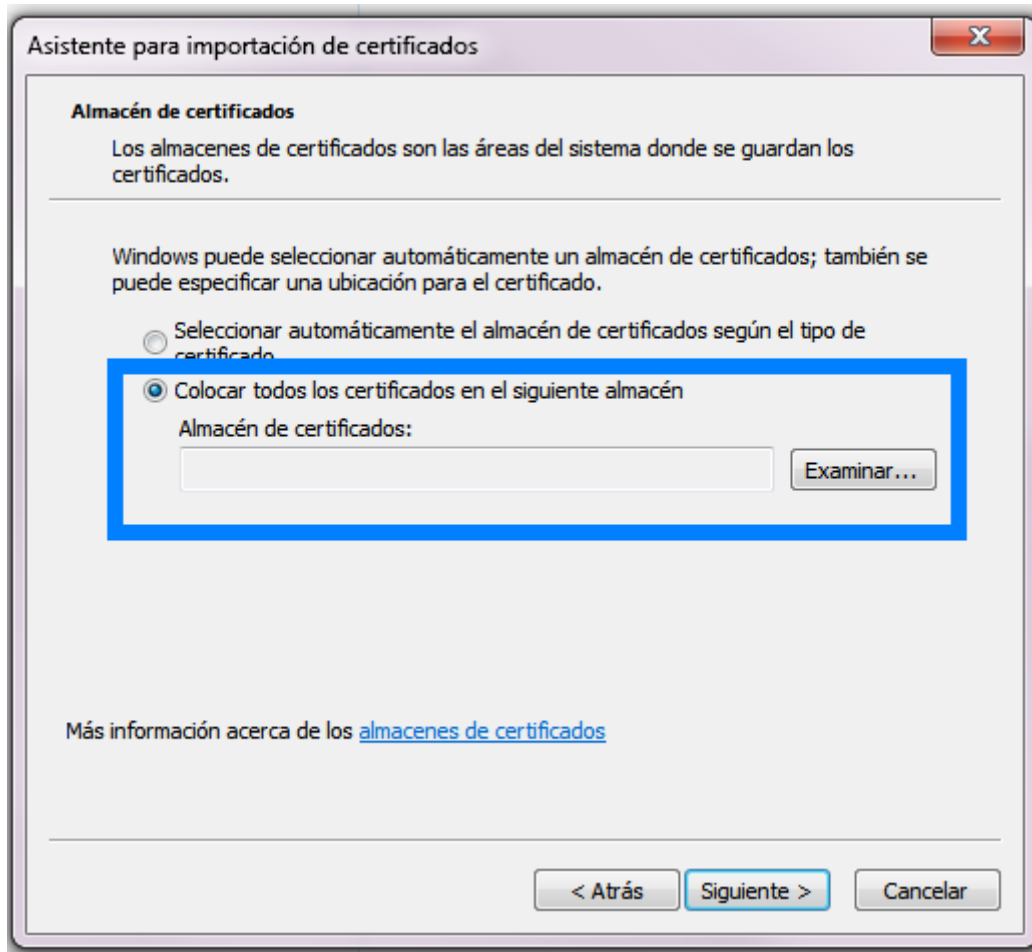 Asistente para importación de certificados
Almacén de certificados
Los almacenes de certificados son las áreas del sistema donde se guardan los
certificados.
Windows puede seleccionar automáticamente un almacén de certificados; también se
puede especificar una ubicación para el certificado.
Seleccionar automáticamente el almacén de certificados según el tipo de
certificado
Colocar todos los certificados en el siguiente almacén
Almacén de certificados:
Examinar...
Más información acerca de los almacenes de certificados
< Atrás Siguiente > Cancelar